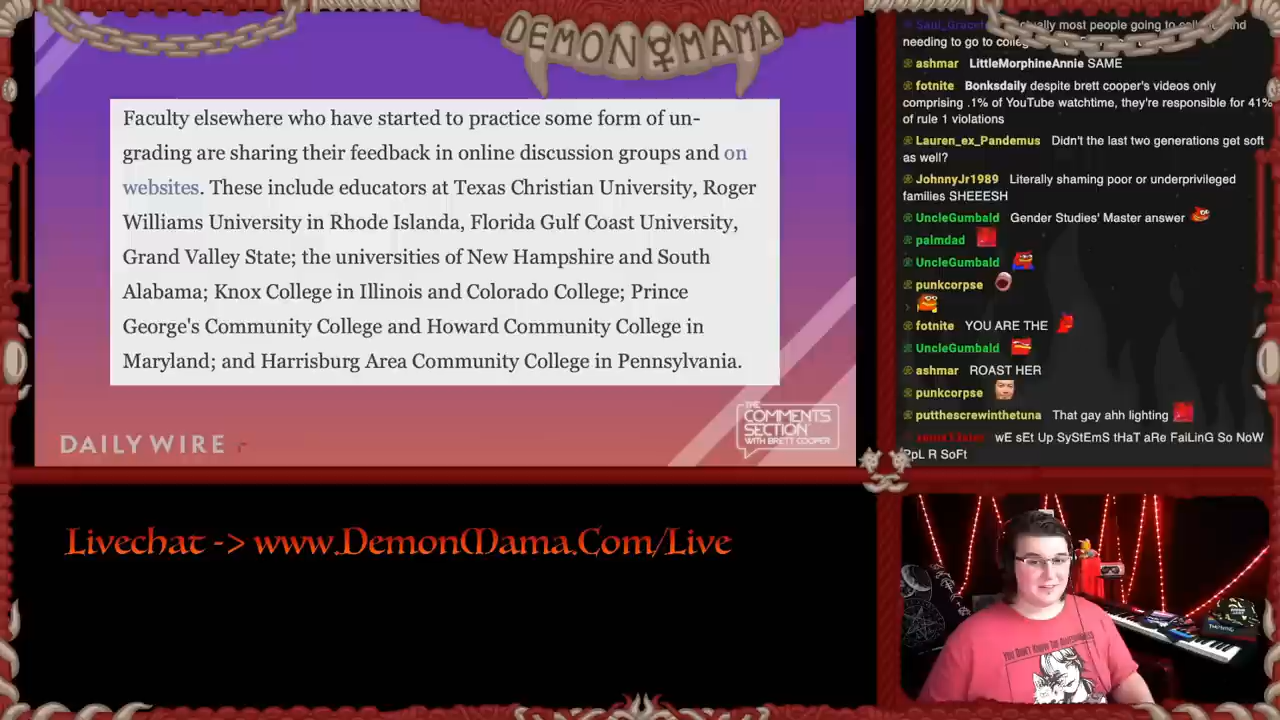 DEMON MAMA
Faculty elsewhere who have started to practice some form of un-
grading are sharing their feedback in online discussion groups and on
websites. These include educators at Texas Christian University, Roger
Williams University in Rhode Islanda, Florida Gulf Coast University,
Grand Valley State; the universities of New Hampshire and South
Alabama; Knox College in Illinois and Colorado College; Prince
George's Community College and Howard Community College in
Maryland; and Harrisburg Area Community College in Pennsylvania.
DAILY WIRE
THE
COMMENTS
SECTION
WITH BRETT COOPER
most people going to
needing to go to
ashmar LittleMorphineAnnie SAME
fotnite Bonksdaily despite brett cooper's videos only
comprising .1% of YouTube watchtime, they're responsible for 41%
of rule 1 violations
Lauren_ex_Pandemus Didn't the last two generations get soft
as well?
JohnnyJr1989 Literally shaming poor or underprivileged
families SHEEESH
UncleGumbald Gender Studies' Master answer
palmdad
UncleGumbald
punkcorpse
fotnite YOU ARE THE
UncleGumbald
ashmar ROAST HER
punkcorpse
putthescrewinthetuna That gay ahh lighting
wE sEt Up SyStEmS tHaT aRe FaiLinG So NoW
PpL R SoFt
Livechat -> www.DemonMama.Com/Live